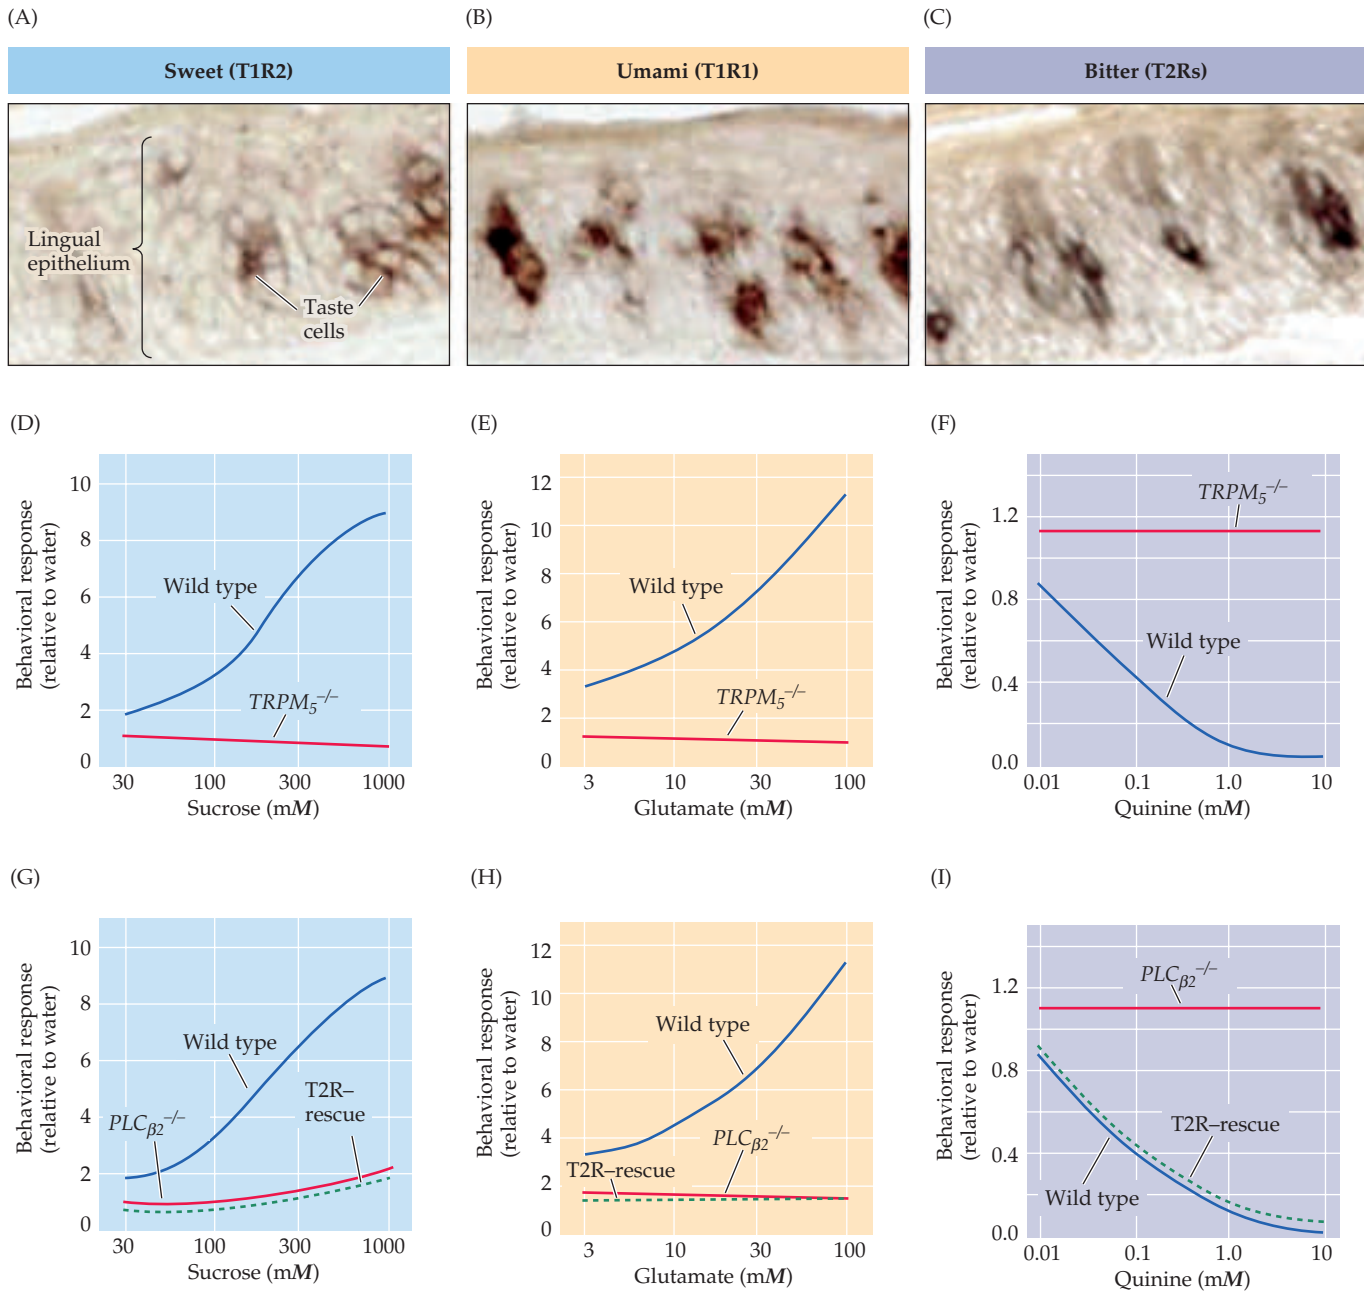 (A)
Sweet (T1R2)
Lingual
epithelium
Taste
cells
(B)
Umami (T1R1)
(C)
Bitter (T2Rs)
(D)
Behavioral response
(relative to water)
10
8
6
4
2
0
Wild type
TRPM5−/−
30 100 300 1000
Sucrose (mM)
(E)
Behavioral response
(relative to water)
12
10
8
6
4
2
0
Wild type
TRPM5−/−
3 10 30 100
Glutamate (mM)
(F)
Behavioral response
(relative to water)
1.2
0.8
0.4
0.0
TRPM5−/−
Wild type
0.01 0.1 1.0 10
Quinine (mM)
(G)
Behavioral response
(relative to water)
10
8
6
4
2
0
Wild type
T2R–
rescue
PLCβ2−/−
30 100 300 1000
Sucrose (mM)
(H)
Behavioral response
(relative to water)
12
10
8
6
4
2
0
Wild type
PLCβ2−/−
T2R–rescue
3 10 30 100
Glutamate (mM)
(I)
Behavioral response
(relative to water)
1.2
0.8
0.4
0.0
PLCβ2−/−
T2R–rescue
Wild type
0.01 0.1 1.0 10
Quinine (mM)